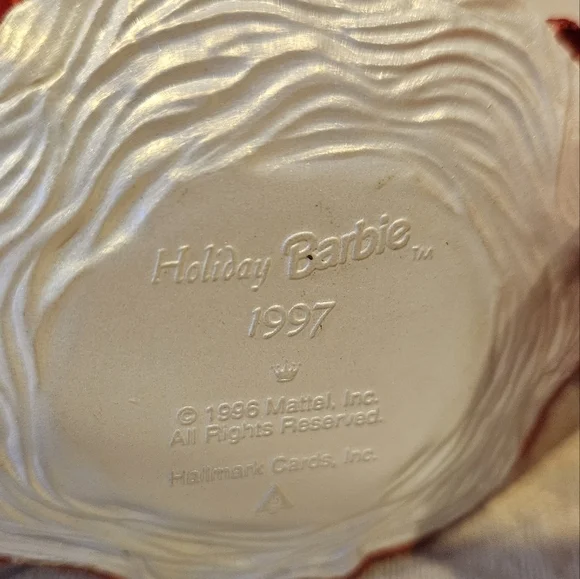 Holiday Barbie™
1997
© 1996 Mattel, Inc.
All Rights Reserved.
Hallmark Cards, Inc.